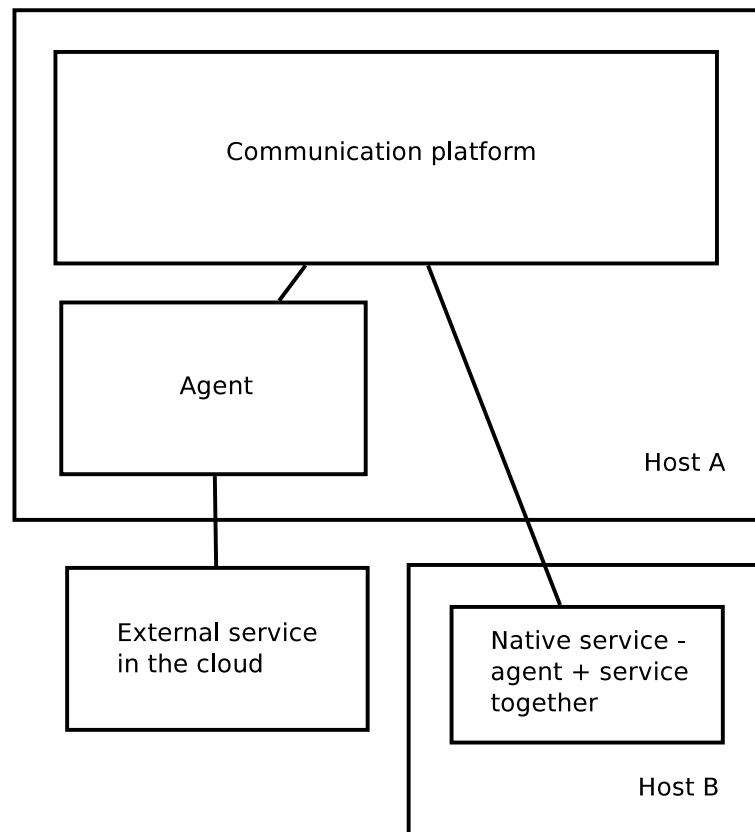 Communication platform
Agent
Host A
External service
in the cloud
Native service -
agent + service
together
Host B